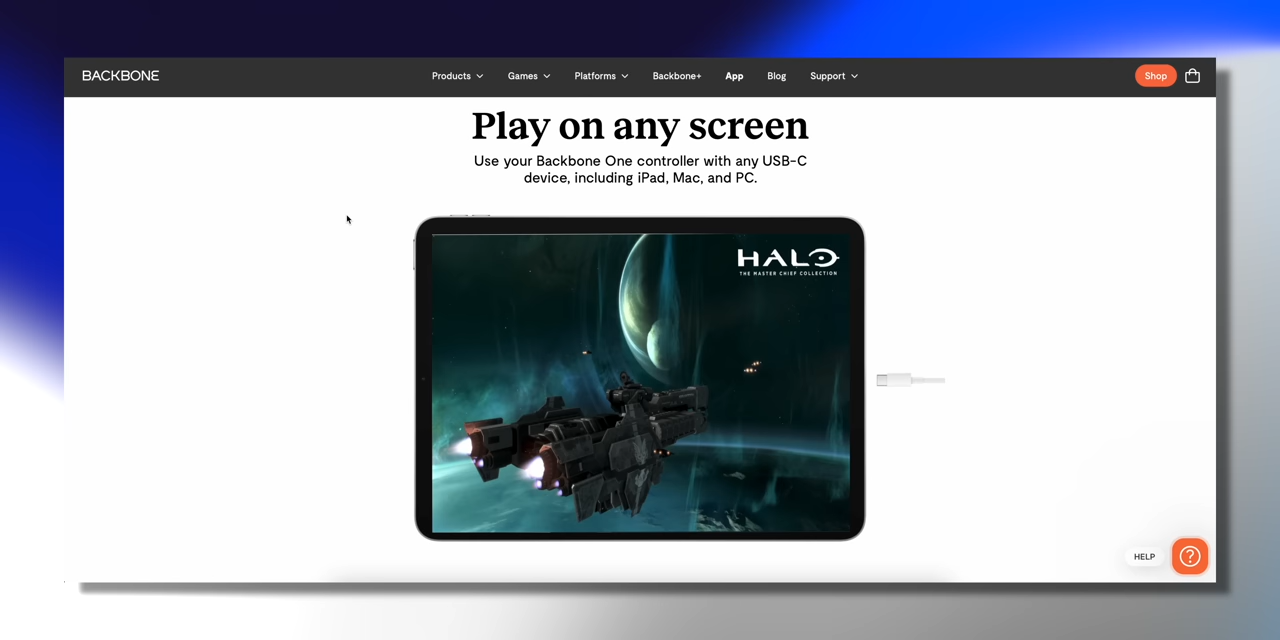 BACKBONE
Products
Games
Platforms
Backbone+
App
Blog
Support
Shop
Play on any screen
Use your Backbone One controller with any USB-C
device, including iPad, Mac, and PC.
HALO
THE MASTER CHIEF COLLECTION
HELP
?